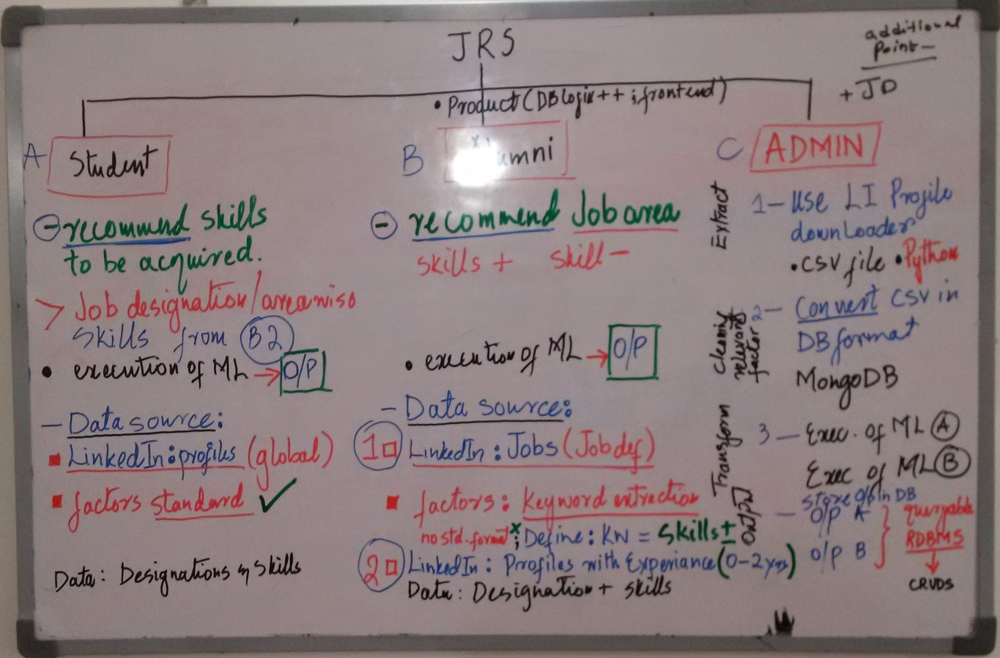 JRS
additional
Point -
+ JD
• Product (DB Login++ ; frontend)
A Student
⊖ recommend skills
to be acquired.
> Job designation/areawise
skills from B2
• execution of ML → O/P
- Data source:
▪ LinkedIn: profiles (global)
▪ factors standard ✓
Data: Designations skills
B umni
⊖ recommend Job area
skills + skill -
• execution of ML → O/P
- Data source:
1 □ LinkedIn: Jobs (Job def)
▪ factors: Keyword extraction
no std. format x; Define: KW = skills ±
2 □ LinkedIn: Profiles with Experiance (0-2 yrs)
Data: Designation + skills
C ADMIN
Extract
1 - Use LI Profile
downLoader
• CSV file • Python
Cleaning
relevant
factor
2 - Convert CSV in
DB format
MongoDB
Transform
3 - Exec. of ML A
Exec of ML B
store o/p in DB
Output
- O/P A
O/P B
} queryable
RDBMS
↓
CRUDS